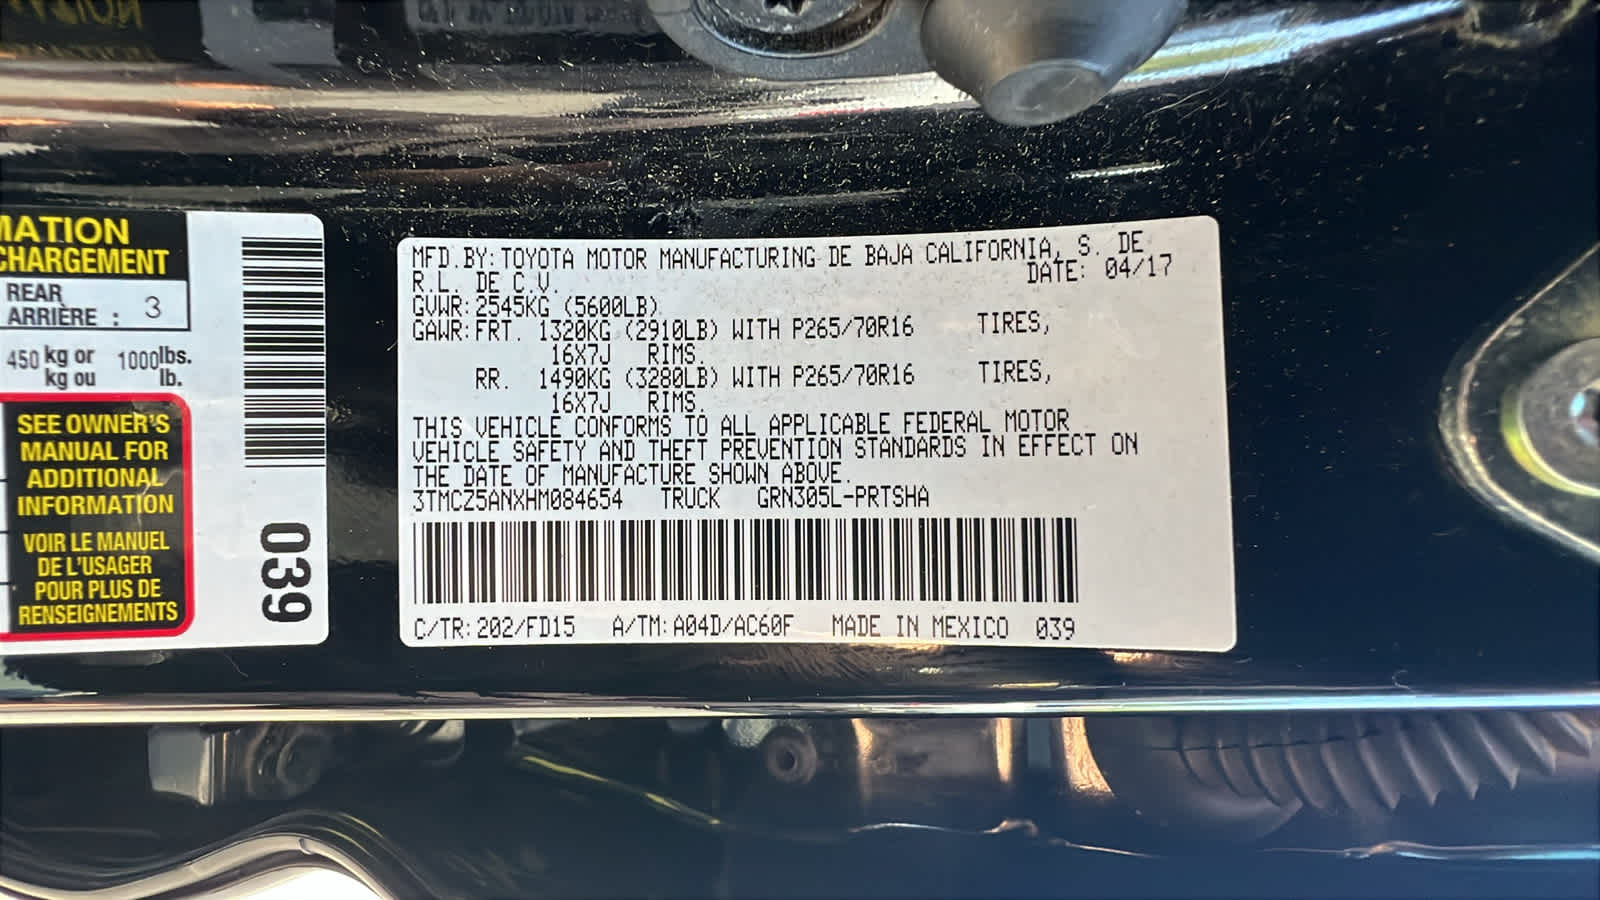 MATION
CHARGEMENT
REAR
ARRIÈRE : 3
450 kg or 1000 lbs.
kg ou lb.
SEE OWNER'S
MANUAL FOR
ADDITIONAL
INFORMATION
VOIR LE MANUEL
DE L'USAGER
POUR PLUS DE
RENSEIGNEMENTS
039
MFD.BY:TOYOTA MOTOR MANUFACTURING DE BAJA CALIFORNIA, S. DE
R.L. DE C.V. DATE: 04/17
GVWR:2545KG (5600LB)
GAWR:FRT. 1320KG (2910LB) WITH P265/70R16 TIRES,
16X7J RIMS.
RR. 1490KG (3280LB) WITH P265/70R16 TIRES,
16X7J RIMS.
THIS VEHICLE CONFORMS TO ALL APPLICABLE FEDERAL MOTOR
VEHICLE SAFETY AND THEFT PREVENTION STANDARDS IN EFFECT ON
THE DATE OF MANUFACTURE SHOWN ABOVE.
3TMCZ5ANXHM084654 TRUCK GRN305L-PRTSHA
C/TR:202/FD15 A/TM:A04D/AC60F MADE IN MEXICO 039